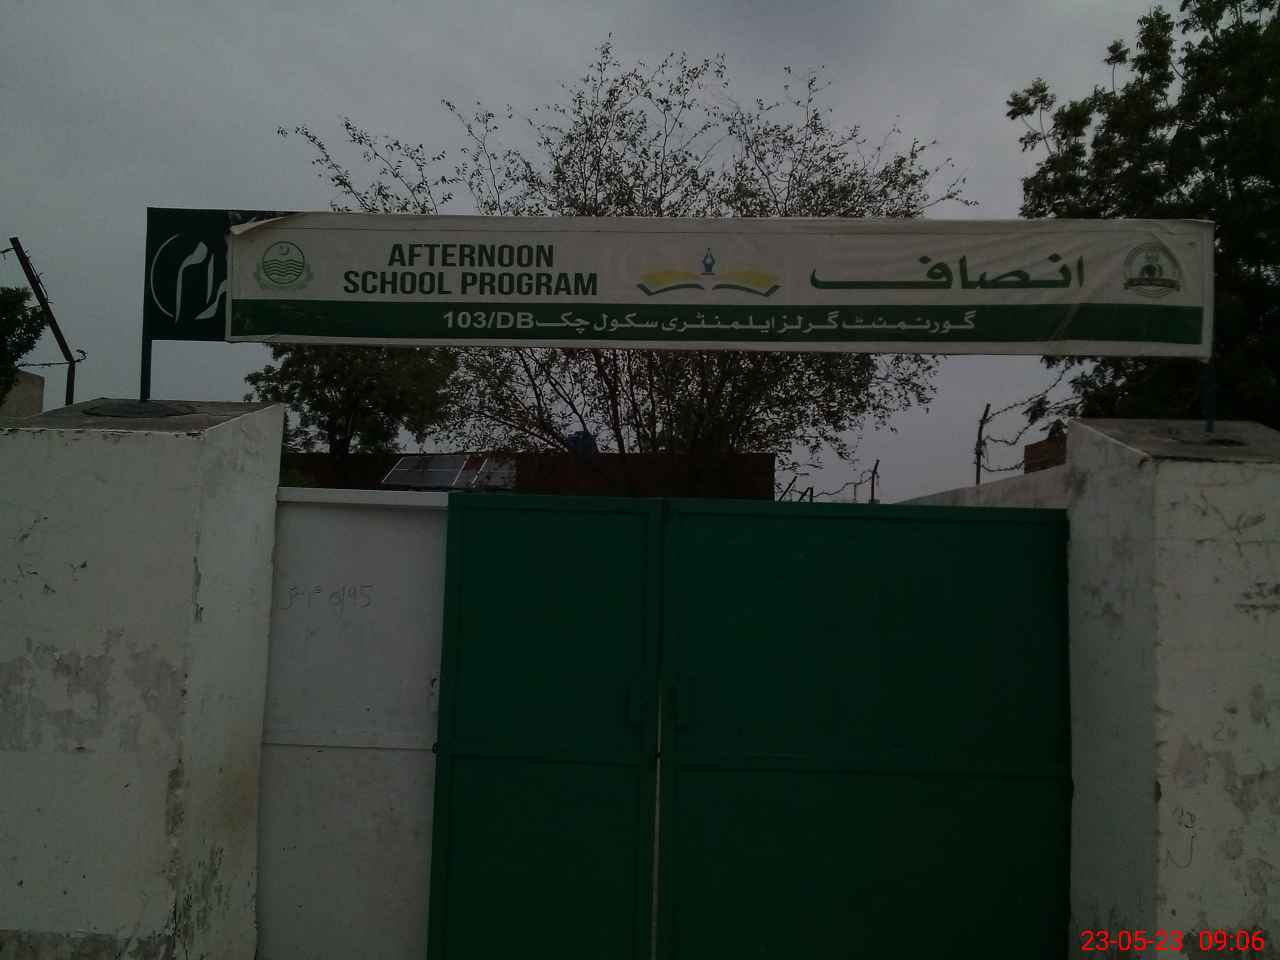 AFTERNOON
SCHOOL PROGRAM
انصاف
گورنمنٹ گرلز ایلمنٹری سکول چک 103/DB
23-05-23 09:06